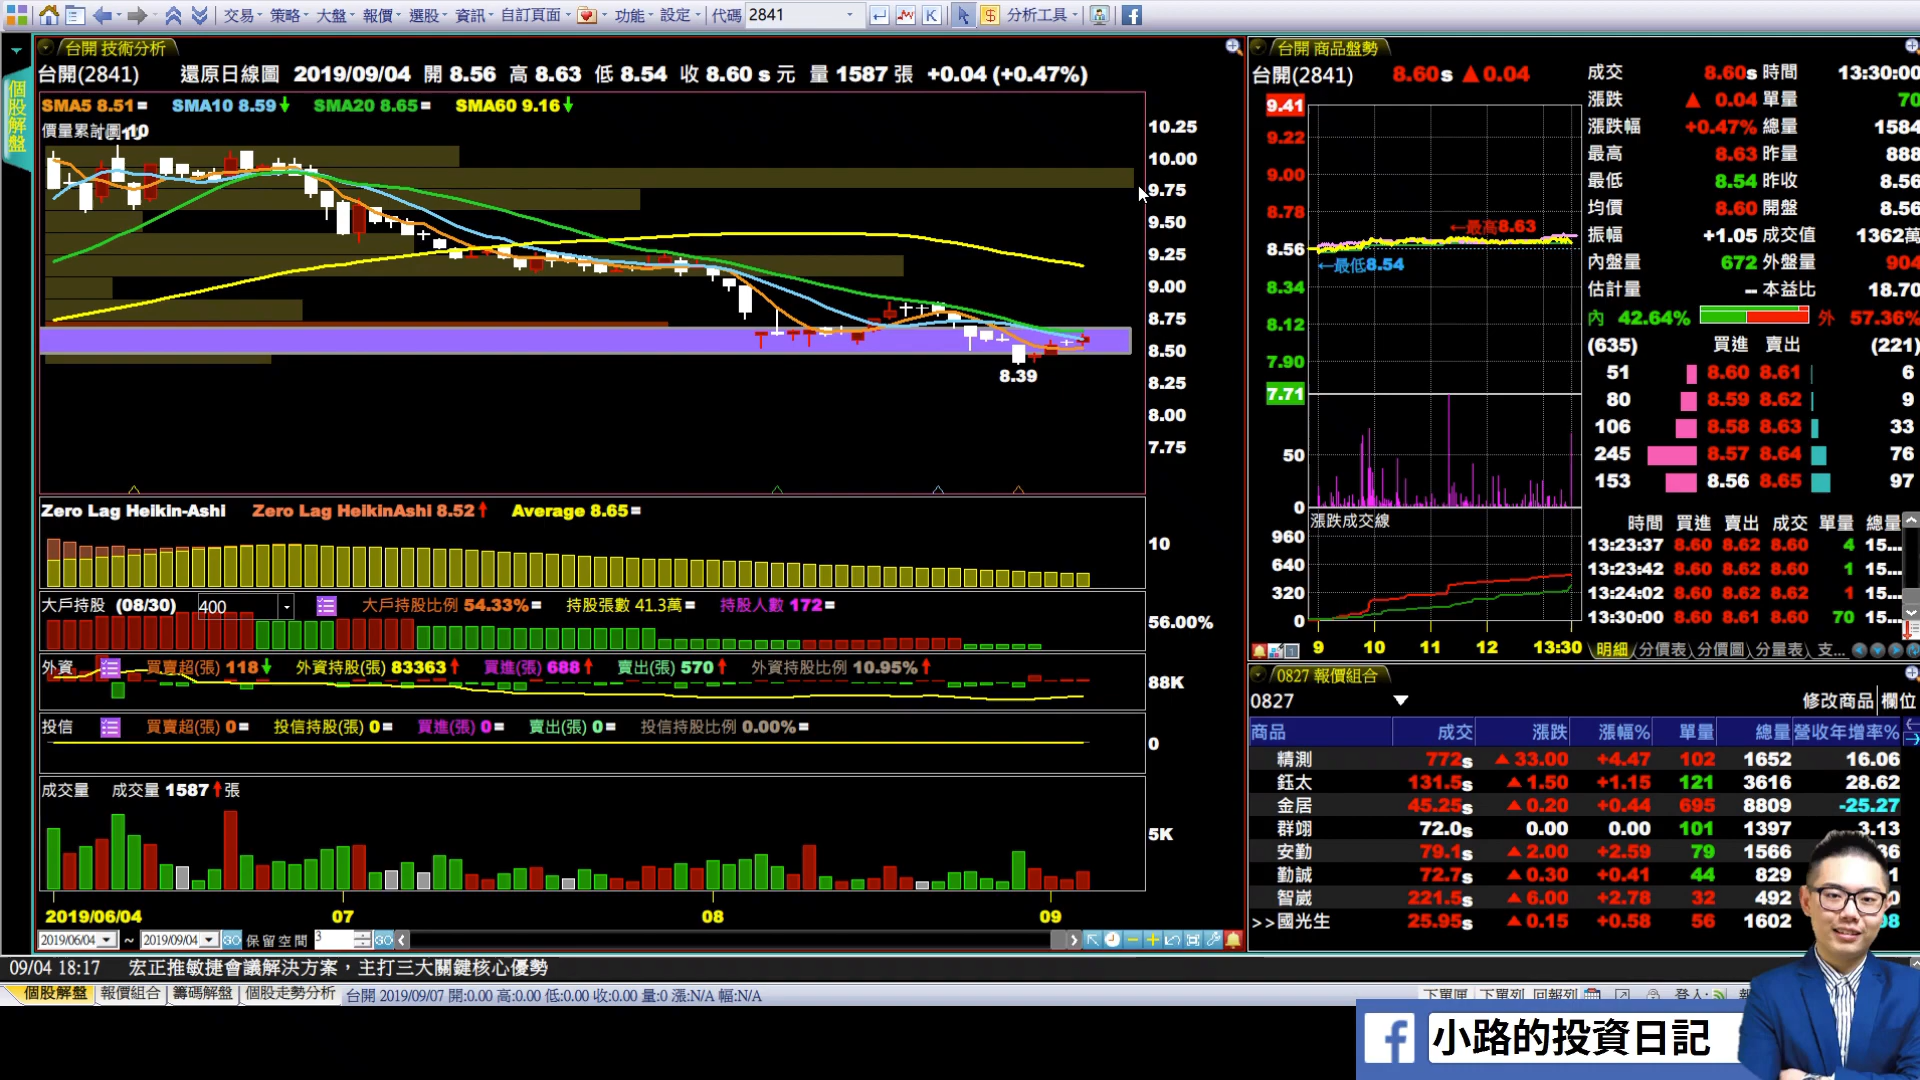 交易 策略 大盤 報價 選股 資訊 自訂頁面 功能 設定 代碼 2841 K $ 分析工具
個股解盤
台開 技術分析
台開(2841) 還原日線圖 2019/09/04 開 8.56 高 8.63 低 8.54 收 8.60 s 元 量 1587 張 +0.04 (+0.47%)
SMA5 8.51= SMA10 8.59↓ SMA20 8.65= SMA60 9.16↓
價量累計圖 10
10.25
10.00
9.75
9.50
9.25
9.00
8.75
8.50
8.25
8.00
7.75
8.39
Zero Lag Heikin-Ashi Zero Lag HeikinAshi 8.52↑ Average 8.65=
10
大戶持股 (08/30) 400 大戶持股比例 54.33%= 持股張數 41.3萬= 持股人數 172=
56.00%
外資 買賣超(張) 118↓ 外資持股(張) 83363↑ 買進(張) 688↑ 賣出(張) 570↑ 外資持股比例 10.95%↑
88K
投信 買賣超(張) 0= 投信持股(張) 0= 買進(張) 0= 賣出(張) 0= 投信持股比例 0.00%=
0
成交量 成交量 1587↑張
5K
2019/06/04 07 08 09
2019/06/04 ~ 2019/09/04 GO 保留空間 3 GO
09/04 18:17 宏正推敏捷會議解決方案，主打三大關鍵核心優勢
個股解盤 報價組合 籌碼解盤 個股走勢分析 台開 2019/09/07 開:0.00 高:0.00 低:0.00 收:0.00 量:0 漲:N/A 幅:N/A
下單匣 下單列 回報列 登入:
台開 商品盤勢
台開(2841) 8.60s ▲0.04
9.41
9.22
9.00
8.78
8.56
8.34
8.12
7.90
7.71
←最高8.63
←最低8.54
50
0
漲跌成交線
960
640
320
0
9 10 11 12 13:30
成交 8.60s 時間 13:30:00
漲跌 ▲ 0.04 單量 70
漲跌幅 +0.47% 總量 1584
最高 8.63 昨量 888
最低 8.54 昨收 8.56
均價 8.60 開盤 8.56
振幅 +1.05 成交值 1362萬
內盤量 672 外盤量 904
估計量 -- 本益比 18.70
內 42.64% 外 57.36%
(635) 買進 賣出 (221)
51 8.60 8.61 6
80 8.59 8.62 9
106 8.58 8.63 33
245 8.57 8.64 76
153 8.56 8.65 97
時間 買進 賣出 成交 單量 總量
13:23:37 8.60 8.62 8.60 4 15...
13:23:42 8.60 8.62 8.60 1 15...
13:24:02 8.60 8.62 8.62 1 15...
13:30:00 8.60 8.61 8.60 70 15...
明細 分價表 分價圖 分量表 支...
0827 報價組合
0827 修改商品 欄位
商品 成交 漲跌 漲幅% 單量 總量 營收年增率%
精測 772s ▲33.00 +4.47 102 1652 16.06
鈺太 131.5s ▲1.50 +1.15 121 3616 28.62
金居 45.25s ▲0.20 +0.44 695 8809 -25.27
群翊 72.0s 0.00 0.00 101 1397 3.13
安勤 79.1s ▲2.00 +2.59 79 1566 36
勤誠 72.7s ▲0.30 +0.41 44 829 1
智崴 221.5s ▲6.00 +2.78 32 492 0
>>國光生 25.95s ▲0.15 +0.58 56 1602 08
f 小路的投資日記